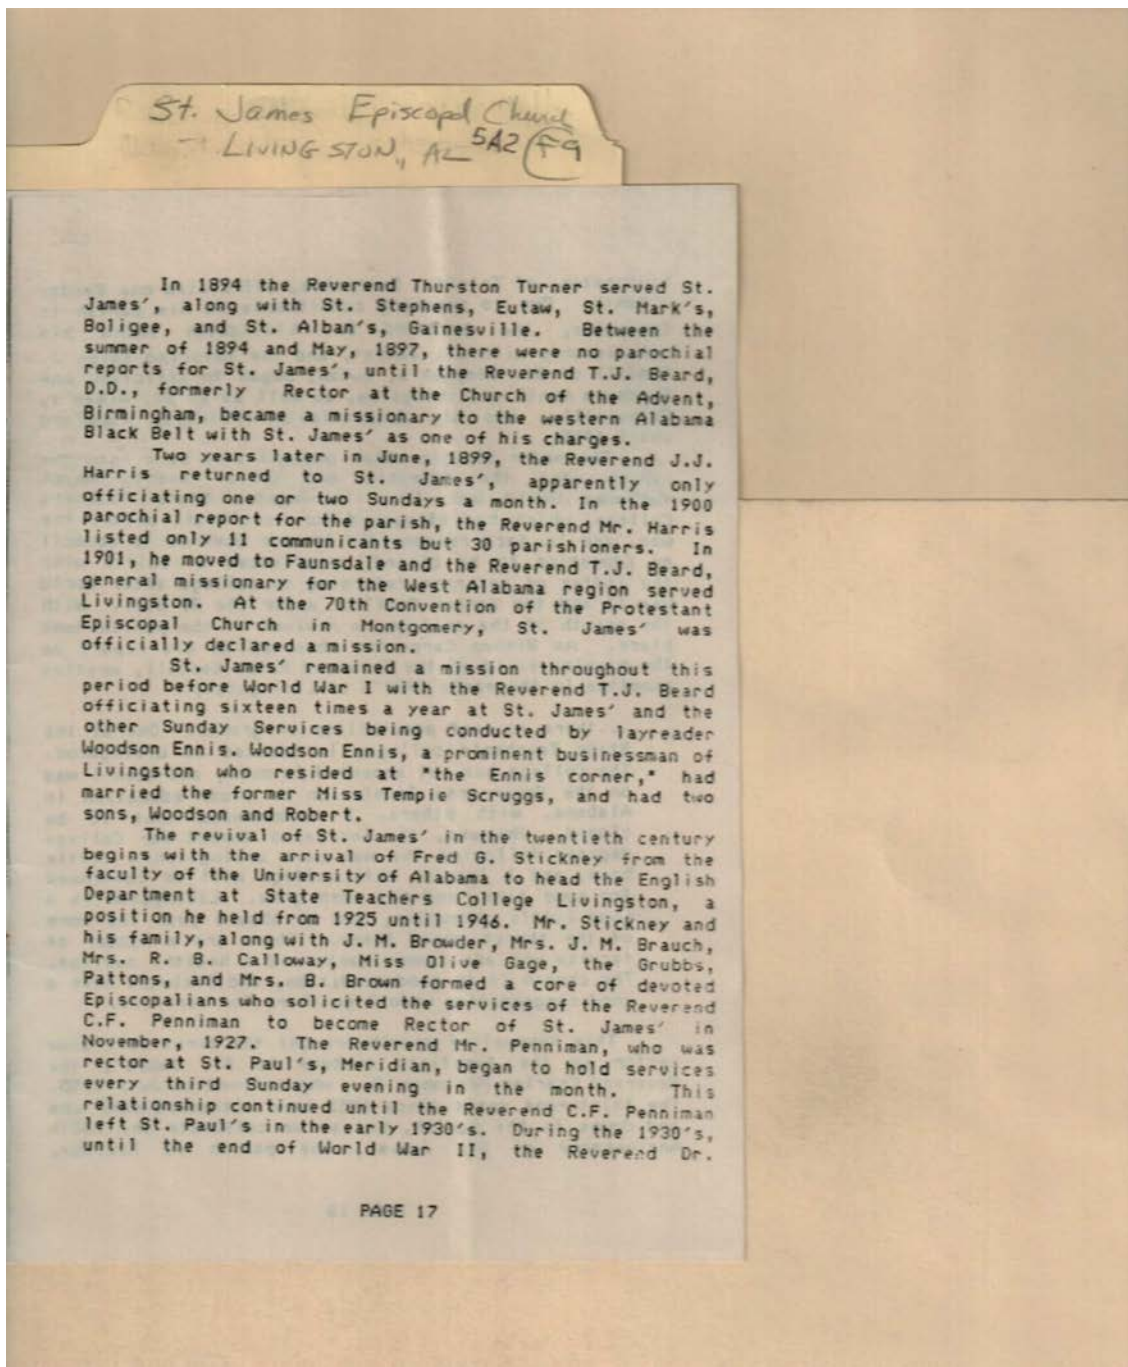 St. James Episcopal Church
- LIVINGSTON, AL 5A2 F9
In 1894 the Reverend Thurston Turner served St.
James', along with St. Stephens, Eutaw, St. Mark's,
Boligee, and St. Alban's, Gainesville. Between the
summer of 1894 and May, 1897, there were no parochial
reports for St. James', until the Reverend T.J. Beard,
D.D., formerly Rector at the Church of the Advent,
Birmingham, became a missionary to the western Alabama
Black Belt with St. James' as one of his charges.
Two years later in June, 1899, the Reverend J.J.
Harris returned to St. James', apparently only
officiating one or two Sundays a month. In the 1900
parochial report for the parish, the Reverend Mr. Harris
listed only 11 communicants but 30 parishioners. In
1901, he moved to Faunsdale and the Reverend T.J. Beard,
general missionary for the West Alabama region served
Livingston. At the 70th Convention of the Protestant
Episcopal Church in Montgomery, St. James' was
officially declared a mission.
St. James' remained a mission throughout this
period before World War I with the Reverend T.J. Beard
officiating sixteen times a year at St. James' and the
other Sunday Services being conducted by layreader
Woodson Ennis. Woodson Ennis, a prominent businessman of
Livingston who resided at "the Ennis corner," had
married the former Miss Tempie Scruggs, and had two
sons, Woodson and Robert.
The revival of St. James' in the twentieth century
begins with the arrival of Fred G. Stickney from the
faculty of the University of Alabama to head the English
Department at State Teachers College Livingston, a
position he held from 1925 until 1946. Mr. Stickney and
his family, along with J. M. Browder, Mrs. J. M. Brauch,
Mrs. R. B. Calloway, Miss Olive Gage, the Grubbs,
Pattons, and Mrs. B. Brown formed a core of devoted
Episcopalians who solicited the services of the Reverend
C.F. Penniman to become Rector of St. James' in
November, 1927. The Reverend Mr. Penniman, who was
rector at St. Paul's, Meridian, began to hold services
every third Sunday evening in the month. This
relationship continued until the Reverend C.F. Penniman
left St. Paul's in the early 1930's. During the 1930's,
until the end of World War II, the Reverend Dr.
PAGE 17